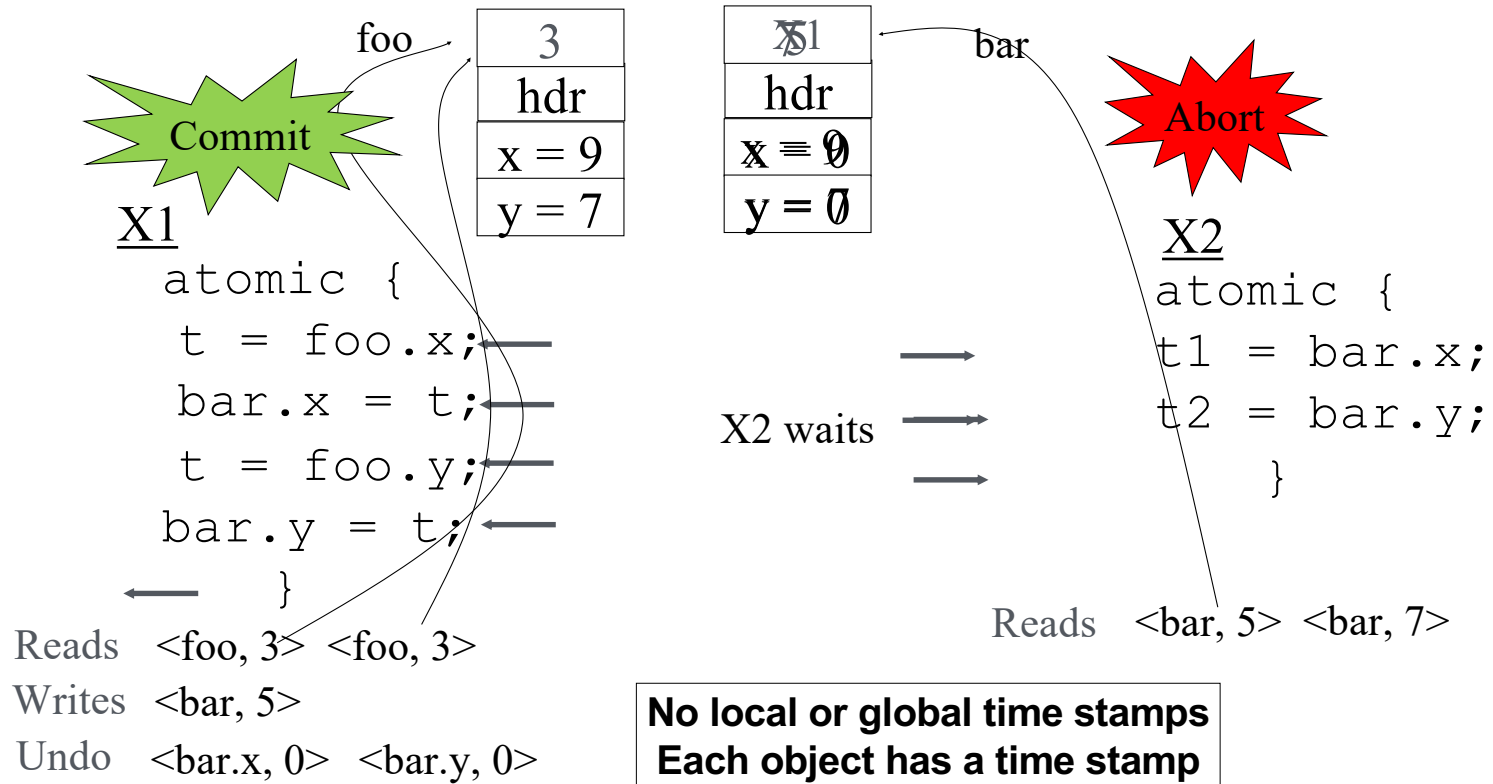 foo
3
hdr
x = 9
y = 7
hdr
bar
Commit
Abort
X1
atomic {
t = foo.x;
bar.x = t;
t = foo.y;
bar.y = t;
}
X2 waits
X2
atomic {
t1 = bar.x;
t2 = bar.y;
}
Reads <foo, 3> <foo, 3>
Writes <bar, 5>
Undo <bar.x, 0> <bar.y, 0>
Reads <bar, 5> <bar, 7>
No local or global time stamps
Each object has a time stamp